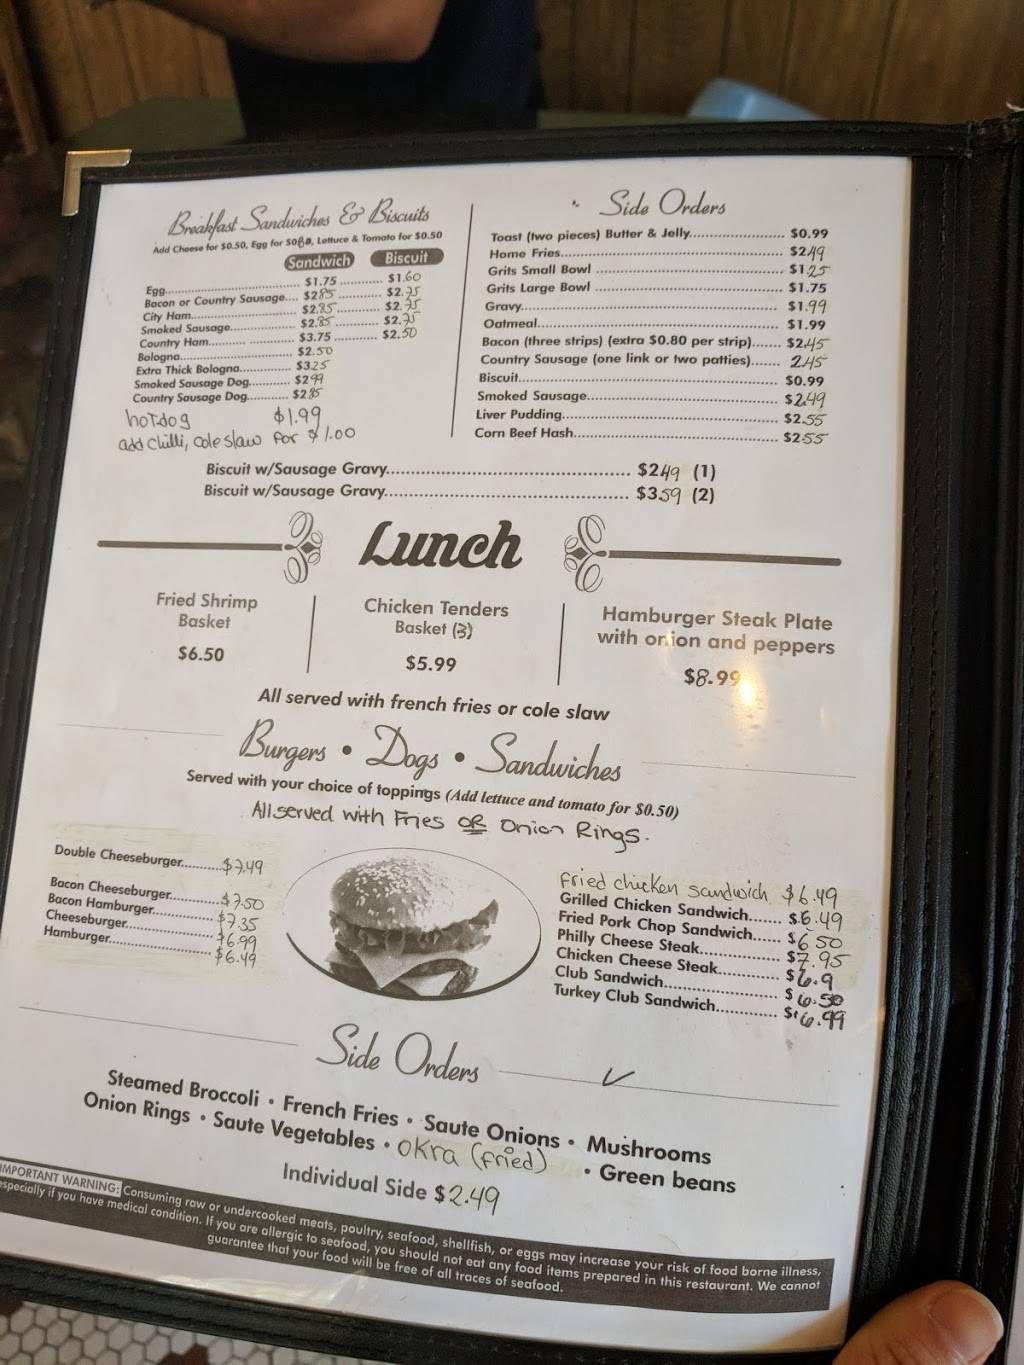 Breakfast Sandwiches & Biscuits
Add Cheese for $0.50, Egg for $0.80, Lettuce & Tomato for $0.50
Sandwich Biscuit
Egg.......... $1.75 .......... $1.60
Bacon or Country Sausage.... $2.85 .......... $2.75
City Ham.......... $2.85 .......... $2.75
Smoked Sausage.......... $2.85 .......... $2.75
Country Ham.......... $3.75 .......... $2.50
Bologna.......... $2.50
Extra Thick Bologna.......... $3.25
Smoked Sausage Dog.......... $2.99
Country Sausage Dog.......... $2.85
hotdog $1.99
add chilli, cole slaw for $1.00
Side Orders
Toast (two pieces) Butter & Jelly.......... $0.99
Home Fries.......... $2.49
Grits Small Bowl .......... $1.25
Grits Large Bowl .......... $1.75
Gravy.......... $1.99
Oatmeal.......... $1.99
Bacon (three strips) (extra $0.80 per strip)....... $2.45
Country Sausage (one link or two patties)....... 2.45
Biscuit.......... $0.99
Smoked Sausage.......... $2.49
Liver Pudding.......... $2.55
Corn Beef Hash.......... $2.55
Biscuit w/Sausage Gravy.......... $2.49 (1)
Biscuit w/Sausage Gravy.......... $3.59 (2)
Lunch
Fried Shrimp
Basket
$6.50
Chicken Tenders
Basket (3)
$5.99
Hamburger Steak Plate
with onion and peppers
$8.99
All served with french fries or cole slaw
Burgers • Dogs • Sandwiches
Served with your choice of toppings (Add lettuce and tomato for $0.50)
All served with Fries OR Onion Rings.
Double Cheeseburger.......... $7.49
Bacon Cheeseburger.......... $7.50
Bacon Hamburger.......... $7.35
Cheeseburger.......... $6.99
Hamburger.......... $6.49
fried chicken sandwich $6.49
Grilled Chicken Sandwich....... $6.49
Fried Pork Chop Sandwich...... $6.50
Philly Cheese Steak.......... $7.95
Chicken Cheese Steak.......... $6.9
Club Sandwich.......... $6.50
Turkey Club Sandwich.......... $6.99
Side Orders
Steamed Broccoli • French Fries • Saute Onions • Mushrooms
Onion Rings • Saute Vegetables • Okra (fried) • Green beans
Individual Side $2.49
IMPORTANT WARNING: Consuming raw or undercooked meats, poultry, seafood, shellfish, or eggs may increase your risk of food borne illness,
especially if you have medical condition. If you are allergic to seafood, you should not eat any food items prepared in this restaurant. We cannot
guarantee that your food will be free of all traces of seafood.